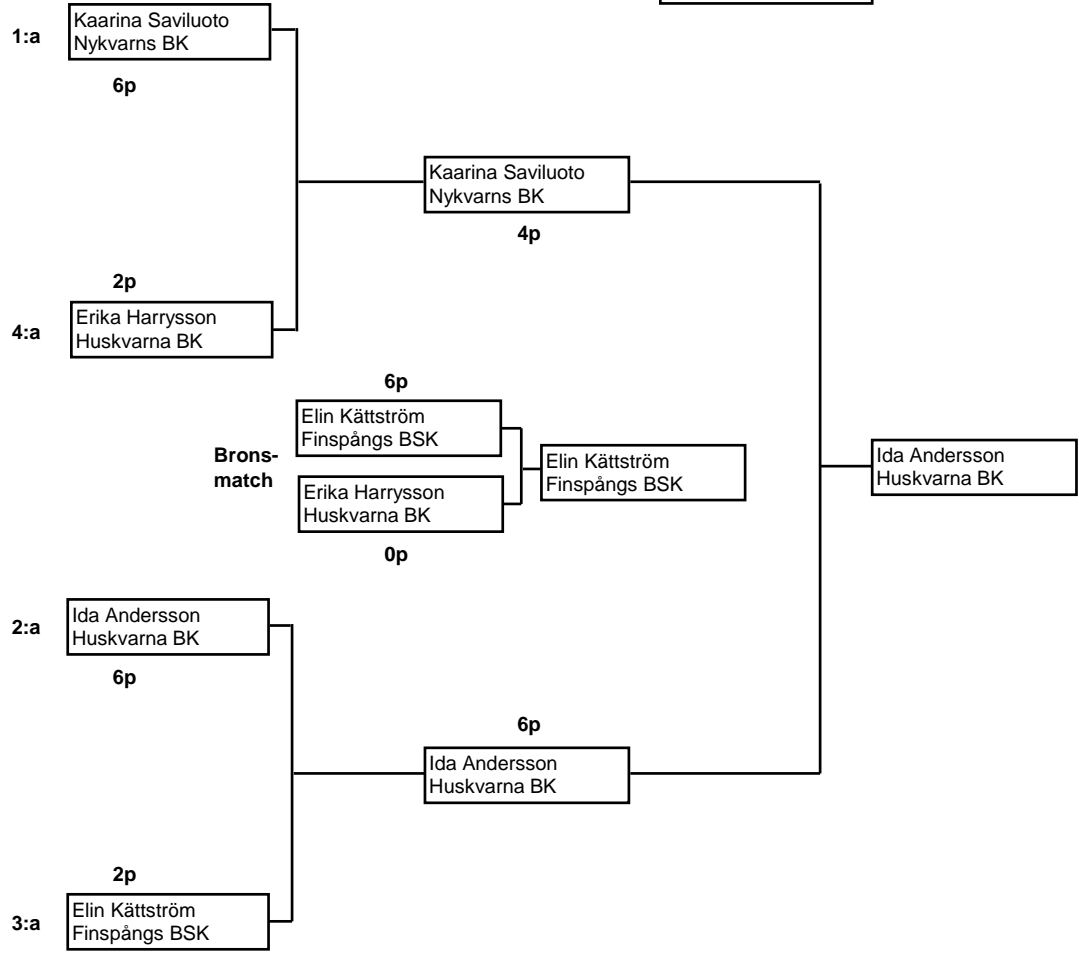 1:a
Kaarina Saviluoto
Nykvarns BK
6p
Kaarina Saviluoto
Nykvarns BK
4p
2p
4:a
Erika Harrysson
Huskvarna BK
6p
Elin Kättström
Finspångs BSK
Brons-
match
Elin Kättström
Finspångs BSK
Erika Harrysson
Huskvarna BK
0p
Ida Andersson
Huskvarna BK
2:a
Ida Andersson
Huskvarna BK
6p
6p
Ida Andersson
Huskvarna BK
2p
3:a
Elin Kättström
Finspångs BSK